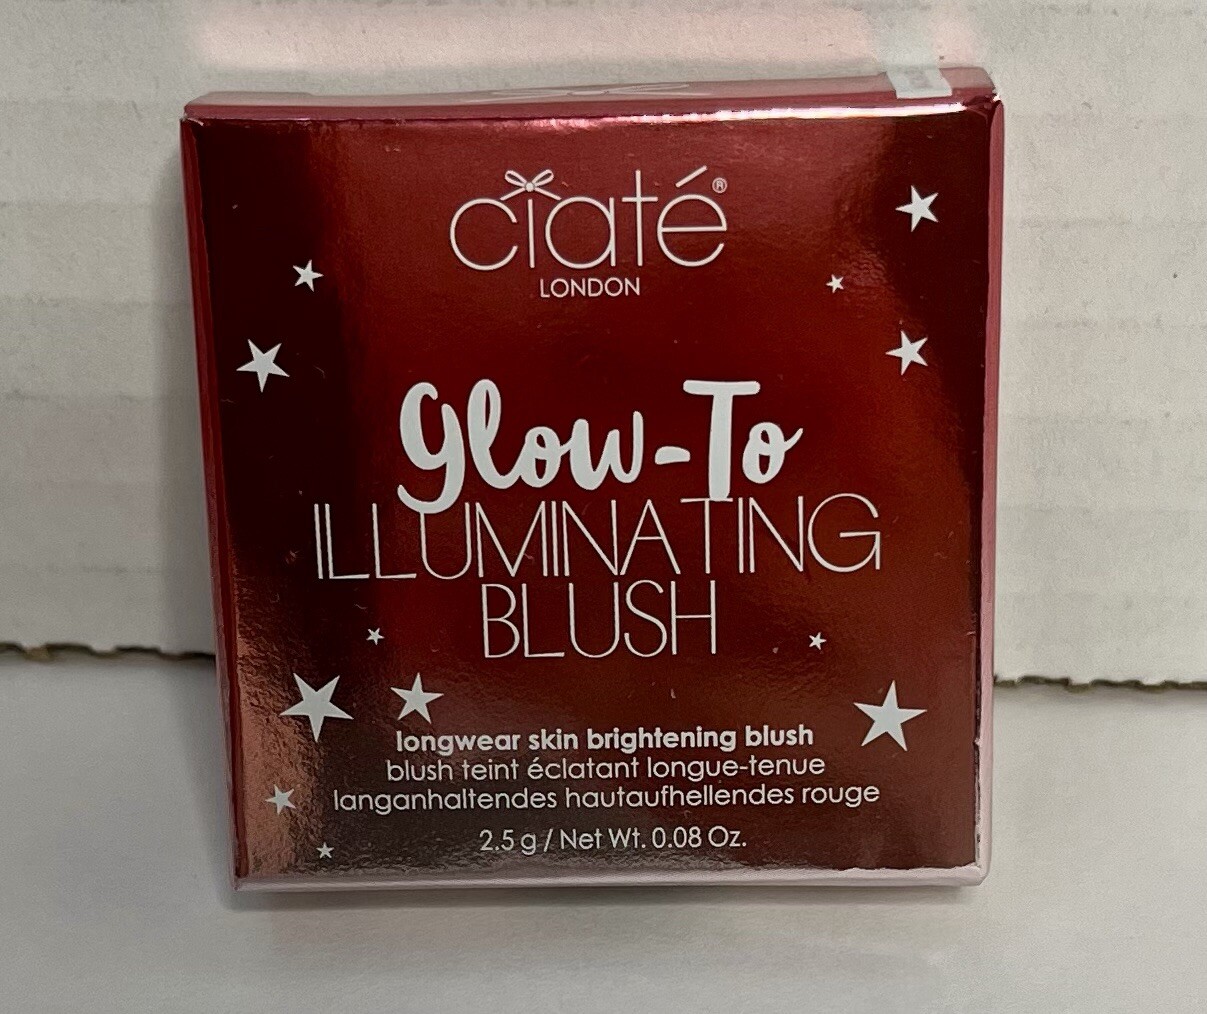 ciaté®
LONDON
Glow-To
ILLUMINATING
BLUSH
longwear skin brightening blush
blush teint éclatant longue-tenue
langanhaltendes hautaufhellendes rouge
2.5 g / Net Wt. 0.08 Oz.